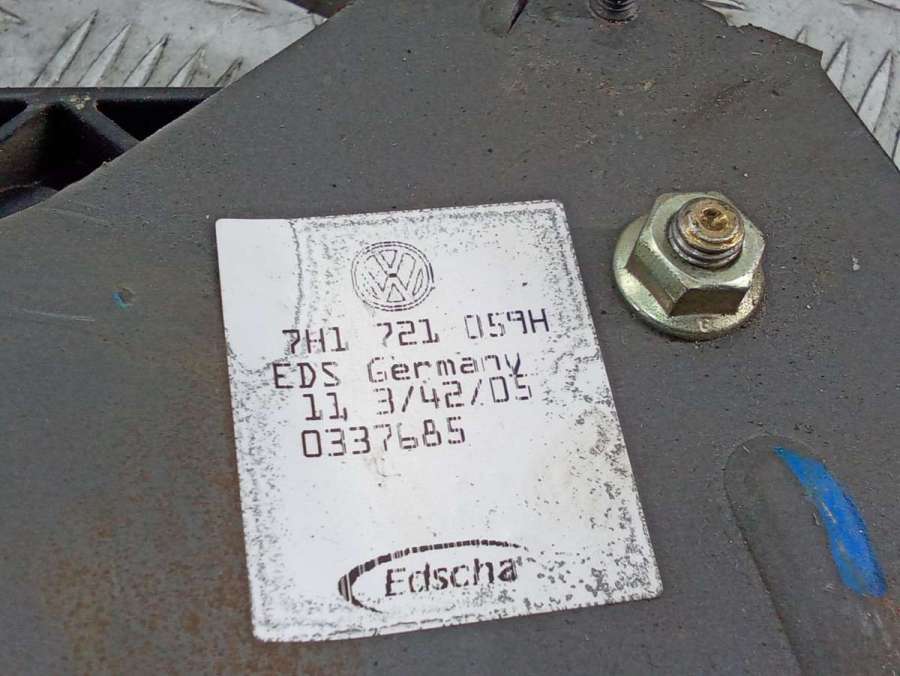 7H1 721 059H
EDS Germany
11 3/42/05
0337685
Edscha